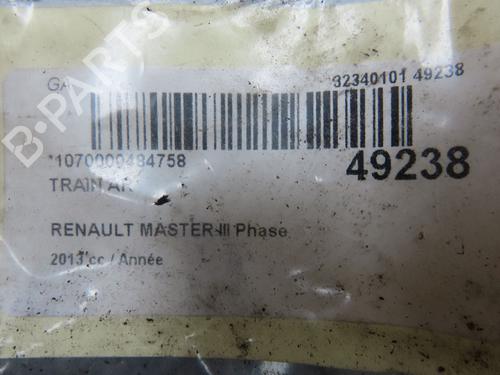 GA
32340101 49238
*1070000484758
49238
TRAIN AR
RENAULT MASTER III Phase
2013 cc / Année
B-PARTS